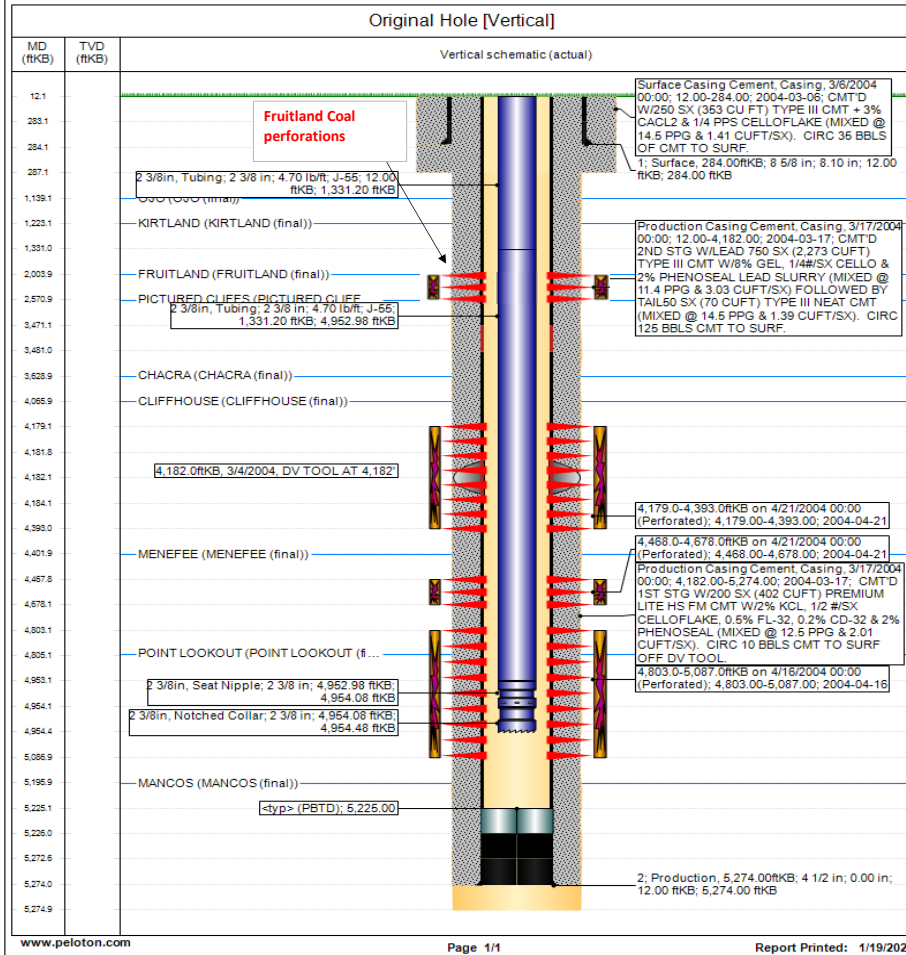 Original Hole [Vertical]
MD
(ftKB)
TVD
(ftKB)
Vertical schematic (actual)
12.1
283.1
284.1
287.1
1,139.1
1,223.1
1,331.0
2,003.9
2,570.9
3,471.1
3,481.0
3,628.9
4,065.9
4,179.1
4,181.8
4,182.1
4,184.1
4,393.0
4,401.9
4,457.8
4,678.1
4,803.1
4,805.1
4,953.1
4,954.1
4,954.4
5,086.9
5,195.9
5,225.1
5,226.0
5,272.6
5,274.0
5,274.9
Fruitland Coal
perforations
2 3/8in, Tubing; 2 3/8 in; 4.70 lb/ft; J-55; 12.00
ftKB; 1,331.20 ftKB
OJO (OJO (final))
KIRTLAND (KIRTLAND (final))
FRUITLAND (FRUITLAND (final))
PICTURED CLIFFS (PICTURED CLIFF
2 3/8in, Tubing; 2 3/8 in; 4.70 lb/ft; J-55;
1,331.20 ftKB; 4,952.98 ftKB
CHACRA (CHACRA (final))
CLIFFHOUSE (CLIFFHOUSE (final))
4,182.0ftKB, 3/4/2004, DV TOOL AT 4,182'
MENEFEE (MENEFEE (final))
POINT LOOKOUT (POINT LOOKOUT (fi...
2 3/8in, Seat Nipple; 2 3/8 in; 4,952.98 ftKB;
4,954.08 ftKB
2 3/8in, Notched Collar; 2 3/8 in; 4,954.08 ftKB;
4,954.48 ftKB
MANCOS (MANCOS (final))
<typ> (PBTD); 5,225.00
Surface Casing Cement, Casing, 3/6/2004
00:00; 12.00-284.00; 2004-03-06; CMT'D
W/250 SX (353 CU FT) TYPE III CMT + 3%
CACL2 & 1/4 PPS CELLOFLAKE (MIXED @
14.5 PPG & 1.41 CUFT/SX). CIRC 35 BBLS
OF CMT TO SURF.
1; Surface, 284.00ftKB; 8 5/8 in; 8.10 in; 12.00
ftKB; 284.00 ftKB
Production Casing Cement, Casing, 3/17/2004
00:00; 12.00-4,182.00; 2004-03-17; CMT'D
2ND STG W/LEAD 750 SX (2,273 CUFT)
TYPE III CMT W/8% GEL, 1/4#/SX CELLO &
2% PHENOSEAL LEAD SLURRY (MIXED @
11.4 PPG & 3.03 CUFT/SX) FOLLOWED BY
TAIL50 SX (70 CUFT) TYPE III NEAT CMT
(MIXED @ 14.5 PPG & 1.39 CUFT/SX). CIRC
125 BBLS CMT TO SURF.
4,179.0-4,393.0ftKB on 4/21/2004 00:00
(Perforated); 4,179.00-4,393.00; 2004-04-21
4,468.0-4,678.0ftKB on 4/21/2004 00:00
(Perforated); 4,468.00-4,678.00; 2004-04-21
Production Casing Cement, Casing, 3/17/2004
00:00; 4,182.00-5,274.00; 2004-03-17; CMT'D
1ST STG W/200 SX (402 CUFT) PREMIUM
LITE HS FM CMT W/2% KCL, 1/2 #/SX
CELLOFLAKE, 0.5% FL-32, 0.2% CD-32 & 2%
PHENOSEAL (MIXED @ 12.5 PPG & 2.01
CUFT/SX). CIRC 10 BBLS CMT TO SURF
OFF DV TOOL.
4,803.0-5,087.0ftKB on 4/16/2004 00:00
(Perforated); 4,803.00-5,087.00; 2004-04-16
2; Production, 5,274.00ftKB; 4 1/2 in; 0.00 in;
12.00 ftKB; 5,274.00 ftKB
www.peloton.com
Page 1/1
Report Printed: 1/19/202